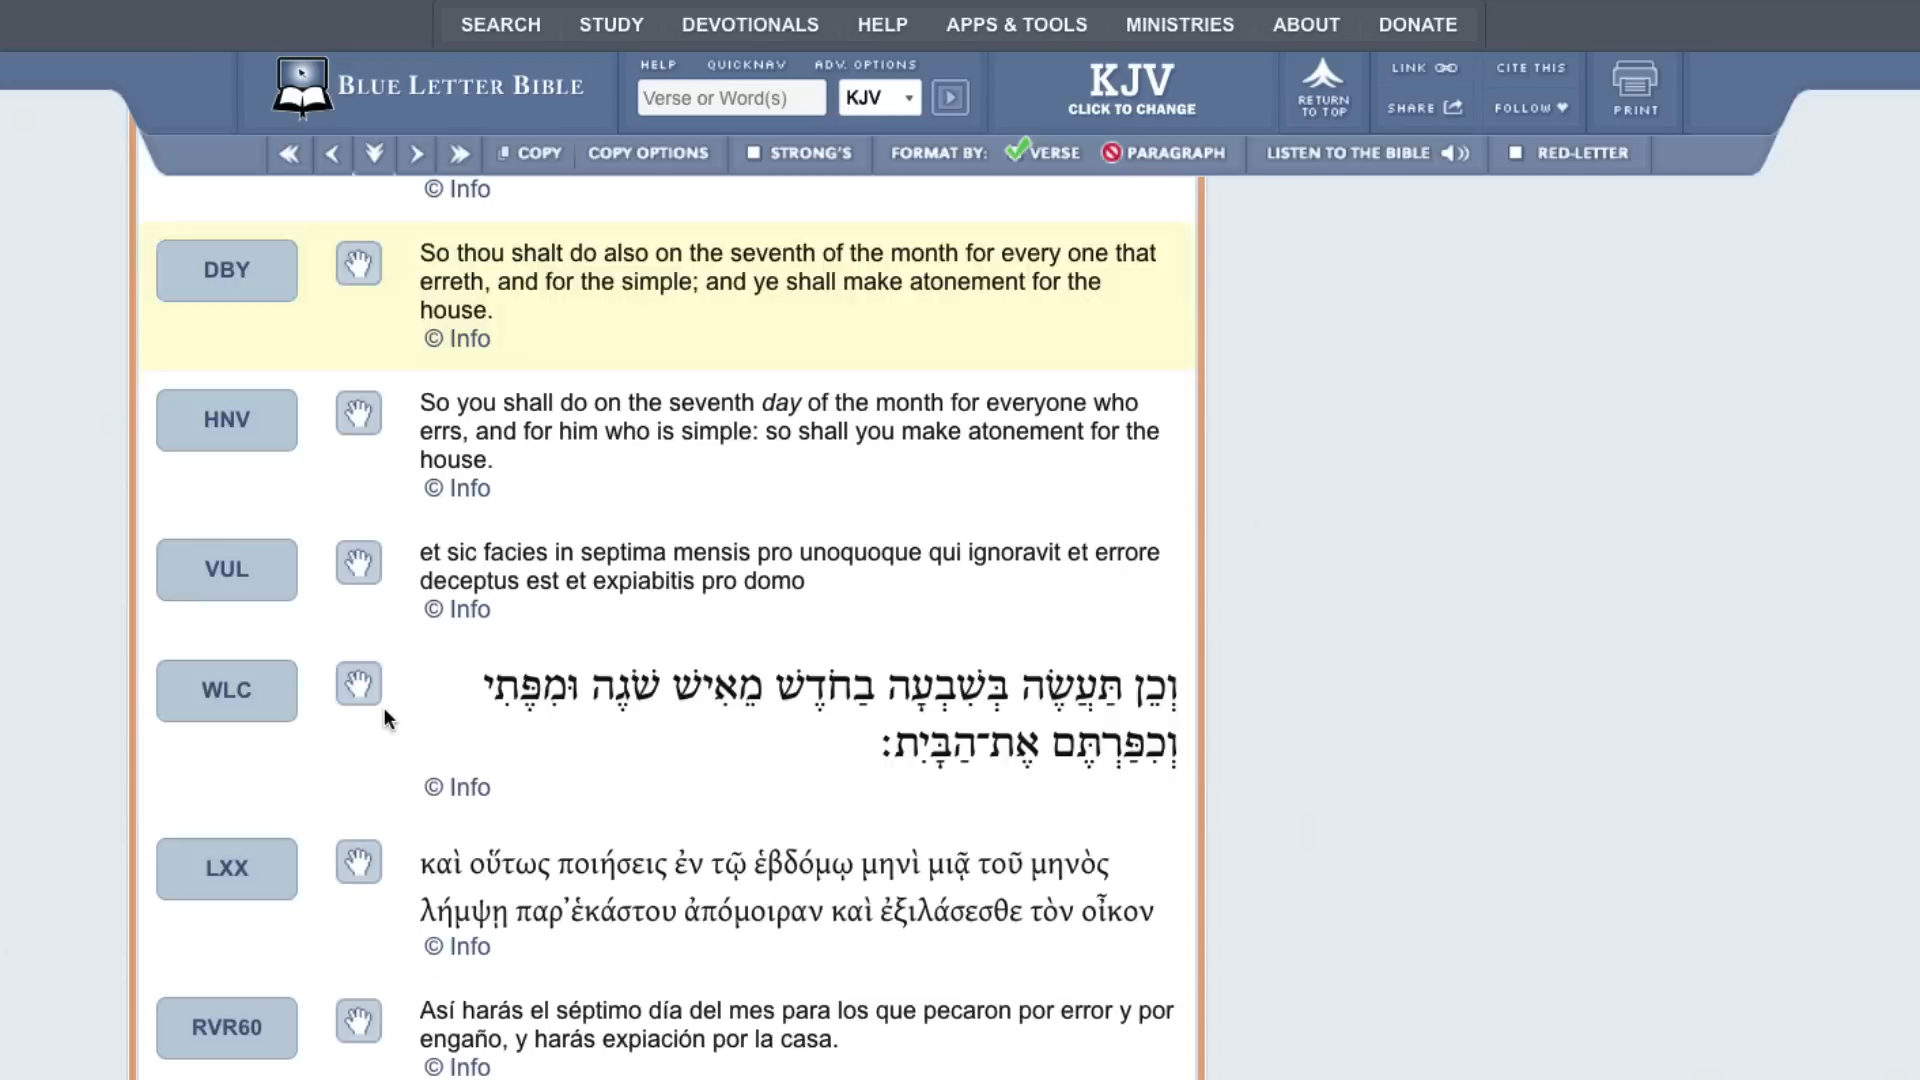 SEARCH STUDY DEVOTIONALS HELP APPS & TOOLS MINISTRIES ABOUT DONATE
HELP QUICKNAV ADV. OPTIONS
BLUE LETTER BIBLE
Verse or Word(s) KJV
KJV
CLICK TO CHANGE
RETURN
TO TOP
LINK CITE THIS
SHARE FOLLOW
PRINT
COPY COPY OPTIONS STRONG'S FORMAT BY: VERSE PARAGRAPH LISTEN TO THE BIBLE RED-LETTER
© Info
DBY
So thou shalt do also on the seventh of the month for every one that
erreth, and for the simple; and ye shall make atonement for the
house.
© Info
HNV
So you shall do on the seventh day of the month for everyone who
errs, and for him who is simple: so shall you make atonement for the
house.
© Info
VUL
et sic facies in septima mensis pro unoquoque qui ignoravit et errore
deceptus est et expiabitis pro domo
© Info
WLC
וְכֵן תַּעֲשֶׂה בְּשִׁבְעָה בַחֹדֶשׁ מֵאִישׁ שֹׁגֶה וּמִפֶּתִי
וְכִפַּרְתֶּם אֶת־הַבָּיִת׃
© Info
LXX
καὶ οὕτως ποιήσεις ἐν τῷ ἑβδόμῳ μηνὶ μιᾷ τοῦ μηνὸς
λήμψῃ παρ᾽ἑκάστου ἀπόμοιραν καὶ ἐξιλάσεσθε τὸν οἶκον
© Info
RVR60
Así harás el séptimo día del mes para los que pecaron por error y por
engaño, y harás expiación por la casa.
© Info